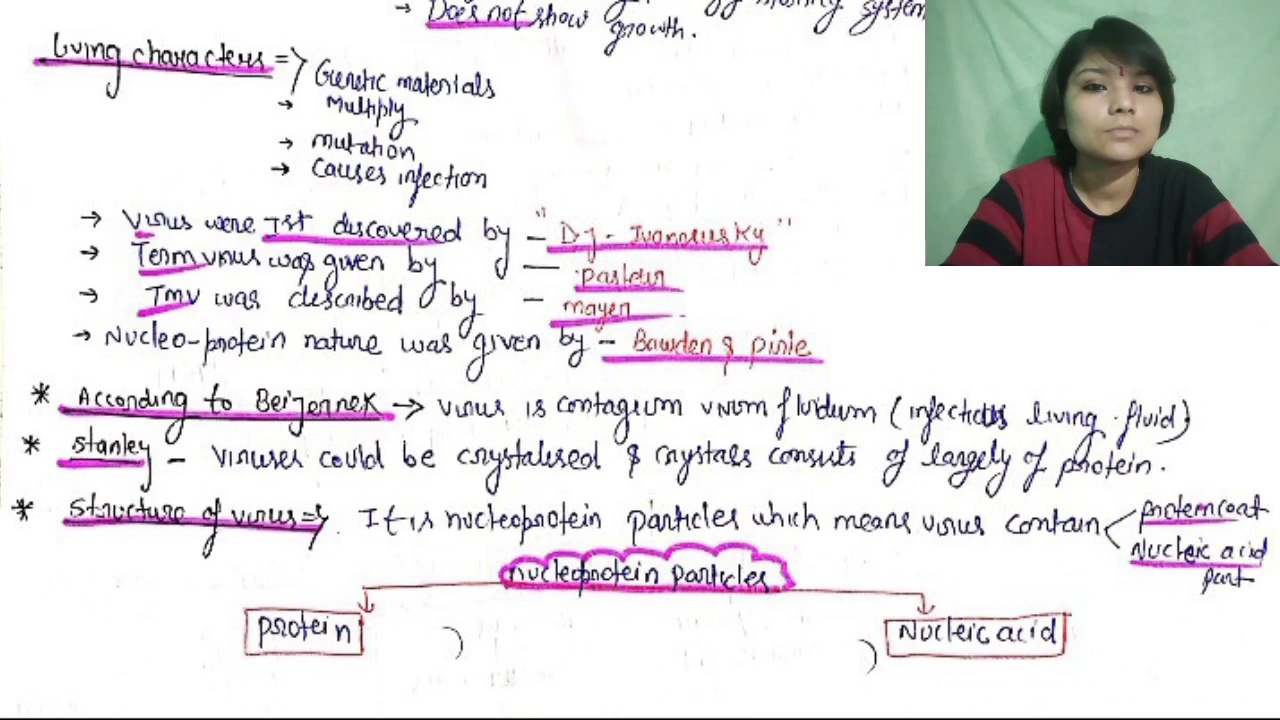 → Does not show growth.
Living characters => Genetic materials
→ Multiply
→ mutation
→ causes infection
→ Virus were Ist discovered by – "DJ - Ivanowsky"
→ Term virus was given by — Pasteur
→ TMV was described by – mayer
→ Nucleo-protein nature was given by – Bawden & pirie
* According to Beijernek → virus is contagium vivum fluidum (infectious living fluid)
* Stanley – viruses could be crystalised & crystals consists of largely of protein.
* Structure of virus => It is nucleoprotein particles which means virus contain < protein coat
Nucleic acid part
nucleoprotein particles
protein
Nucleic acid